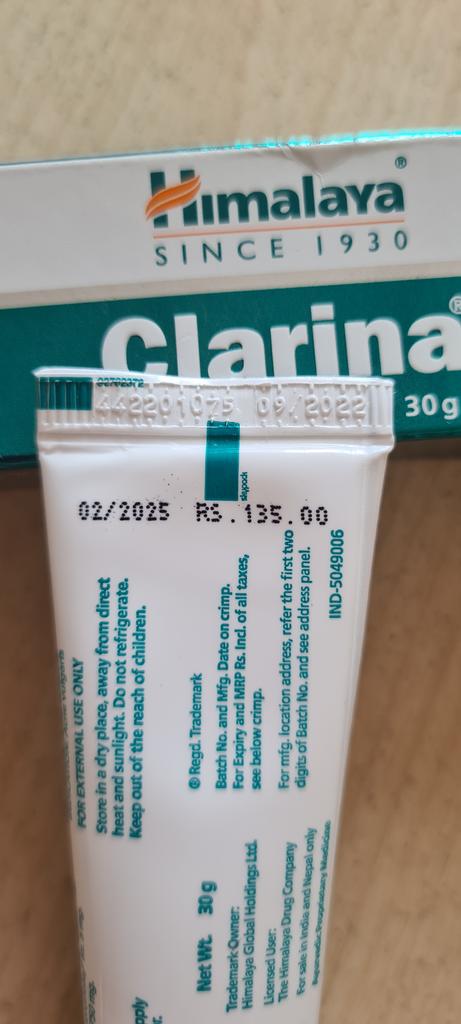 Himalaya®
SINCE 1930
Clarina®
30g
442201075 09/2022
skypack
02/2025 RS.135.00
FOR EXTERNAL USE ONLY
Store in a dry place, away from direct
heat and sunlight. Do not refrigerate.
Keep out of the reach of children.
® Regd. Trademark
Batch No. and Mfg. Date on crimp.
For Expiry and MRP Rs. Incl. of all taxes,
see below crimp.
For mfg. location address, refer the first two
digits of Batch No. and see address panel.
IND-5049006
Net Wt. 30 g
Trademark Owner:
Himalaya Global Holdings Ltd.
Licensed User:
The Himalaya Drug Company
For sale in India and Nepal only
Ayurvedic Proprietary Medicine